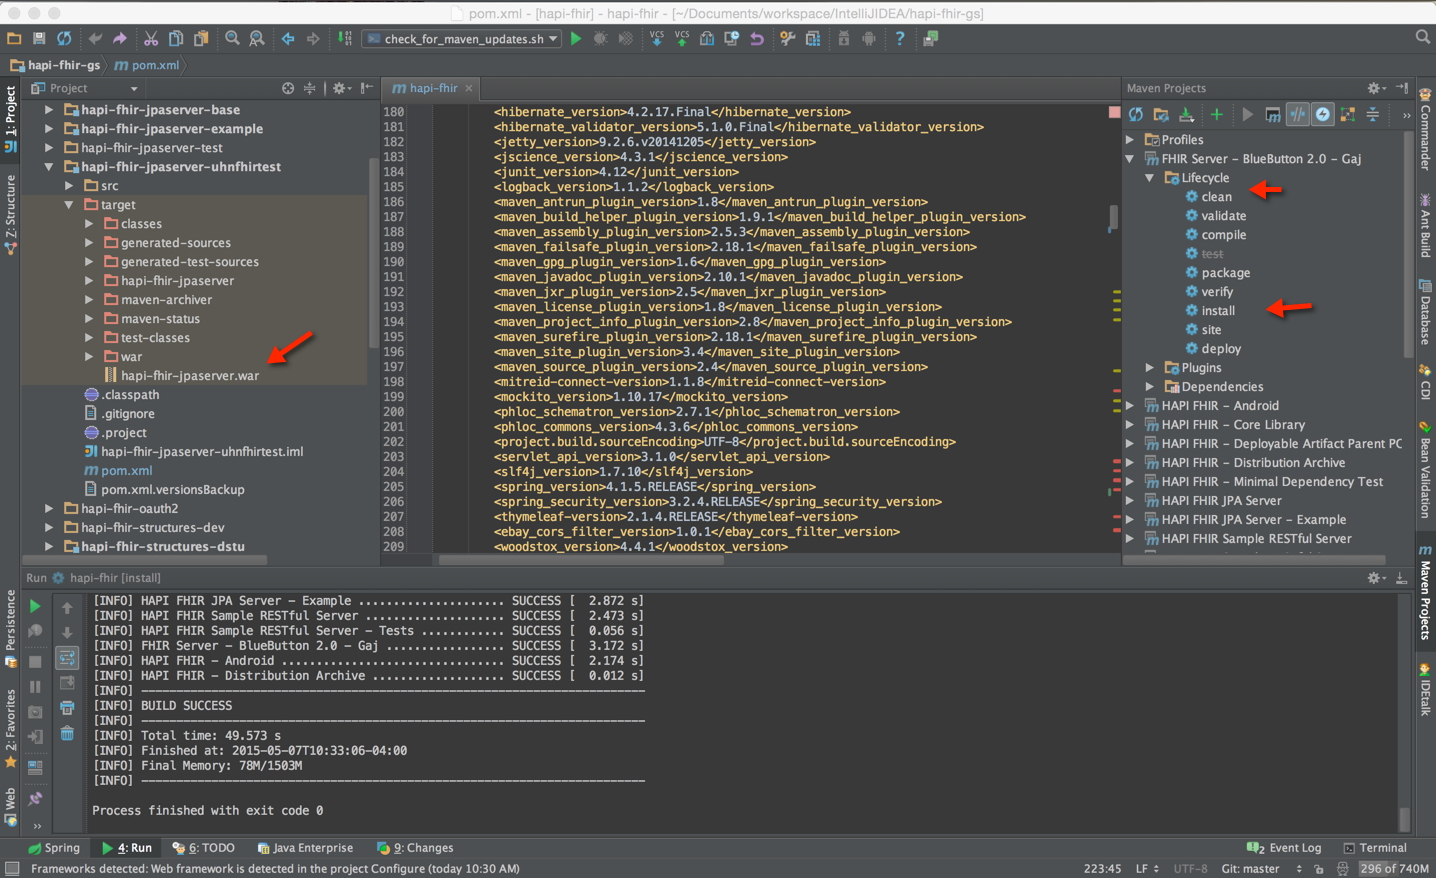 pom.xml - [hapi-fhir] - hapi-fhir - [~/Documents/workspace/IntelliJIDEA/hapi-fhir-gs]
check_for_maven_updates.sh
VCS
VCS
hapi-fhir-gs
pom.xml
Project
hapi-fhir
Maven Projects
1: Project
Z: Structure
Persistence
2: Favorites
Web
hapi-fhir-jpaserver-base
hapi-fhir-jpaserver-example
hapi-fhir-jpaserver-test
hapi-fhir-jpaserver-uhnfhirtest
src
target
classes
generated-sources
generated-test-sources
hapi-fhir-jpaserver
maven-archiver
maven-status
test-classes
war
hapi-fhir-jpaserver.war
.classpath
.gitignore
.project
hapi-fhir-jpaserver-uhnfhirtest.iml
pom.xml
pom.xml.versionsBackup
hapi-fhir-oauth2
hapi-fhir-structures-dev
hapi-fhir-structures-dstu
180 <hibernate_version>4.2.17.Final</hibernate_version>
181 <hibernate_validator_version>5.1.0.Final</hibernate_validator_version>
182 <jetty_version>9.2.6.v20141205</jetty_version>
183 <jscience_version>4.3.1</jscience_version>
184 <junit_version>4.12</junit_version>
185 <logback_version>1.1.2</logback_version>
186 <maven_antrun_plugin_version>1.8</maven_antrun_plugin_version>
187 <maven_build_helper_plugin_version>1.9.1</maven_build_helper_plugin_version>
188 <maven_assembly_plugin_version>2.5.3</maven_assembly_plugin_version>
189 <maven_failsafe_plugin_version>2.18.1</maven_failsafe_plugin_version>
190 <maven_gpg_plugin_version>1.6</maven_gpg_plugin_version>
191 <maven_javadoc_plugin_version>2.10.1</maven_javadoc_plugin_version>
192 <maven_jxr_plugin_version>2.5</maven_jxr_plugin_version>
193 <maven_license_plugin_version>1.8</maven_license_plugin_version>
194 <maven_project_info_plugin_version>2.8</maven_project_info_plugin_version>
195 <maven_surefire_plugin_version>2.18.1</maven_surefire_plugin_version>
196 <maven_site_plugin_version>3.4</maven_site_plugin_version>
197 <maven_source_plugin_version>2.4</maven_source_plugin_version>
198 <mitreid-connect-version>1.1.8</mitreid-connect-version>
199 <mockito_version>1.10.17</mockito_version>
200 <phloc_schematron_version>2.7.1</phloc_schematron_version>
201 <phloc_commons_version>4.3.6</phloc_commons_version>
202 <project.build.sourceEncoding>UTF-8</project.build.sourceEncoding>
203 <servlet_api_version>3.1.0</servlet_api_version>
204 <slf4j_version>1.7.10</slf4j_version>
205 <spring_version>4.1.5.RELEASE</spring_version>
206 <spring_security_version>3.2.4.RELEASE</spring_security_version>
207 <thymeleaf-version>2.1.4.RELEASE</thymeleaf-version>
208 <ebay_cors_filter_version>1.0.1</ebay_cors_filter_version>
209 <woodstox_version>4.4.1</woodstox_version>
Profiles
FHIR Server - BlueButton 2.0 - Gaj
Lifecycle
clean
validate
compile
test
package
verify
install
site
deploy
Plugins
Dependencies
HAPI FHIR - Android
HAPI FHIR - Core Library
HAPI FHIR - Deployable Artifact Parent PC
HAPI FHIR - Distribution Archive
HAPI FHIR - Minimal Dependency Test
HAPI FHIR JPA Server
HAPI FHIR JPA Server - Example
HAPI FHIR Sample RESTful Server
Commander
Ant Build
Database
CDI
Bean Validation
Maven Projects
IDEtalk
Run hapi-fhir [install]
[INFO] HAPI FHIR JPA Server - Example ..................... SUCCESS [  2.872 s]
[INFO] HAPI FHIR Sample RESTful Server .................... SUCCESS [  2.473 s]
[INFO] HAPI FHIR Sample RESTful Server - Tests ............ SUCCESS [  0.056 s]
[INFO] FHIR Server - BlueButton 2.0 - Gaj ................. SUCCESS [  3.172 s]
[INFO] HAPI FHIR - Android ................................ SUCCESS [  2.174 s]
[INFO] HAPI FHIR - Distribution Archive ................... SUCCESS [  0.012 s]
[INFO] ------------------------------------------------------------------------
[INFO] BUILD SUCCESS
[INFO] ------------------------------------------------------------------------
[INFO] Total time: 49.573 s
[INFO] Finished at: 2015-05-07T10:33:06-04:00
[INFO] Final Memory: 78M/1503M
[INFO] ------------------------------------------------------------------------
Process finished with exit code 0
Spring
4: Run
6: TODO
Java Enterprise
9: Changes
2 Event Log
Terminal
Frameworks detected: Web framework is detected in the project Configure (today 10:30 AM)
223:45
LF
UTF-8
Git: master
296 of 740M